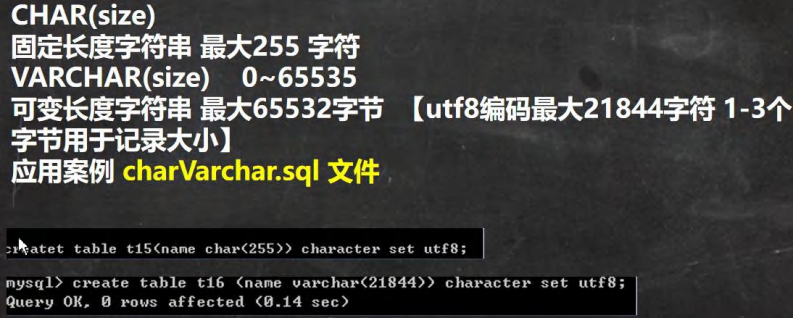 CHAR(size)
固定长度字符串 最大255 字符
VARCHAR(size) 0~65535
可变长度字符串 最大65532字节 【utf8编码最大21844字符 1-3个
字节用于记录大小】
应用案例 charVarchar.sql 文件
createt table t15(name char(255)) character set utf8;
mysql> create table t16 (name varchar(21844)) character set utf8;
Query OK, 0 rows affected (0.14 sec)